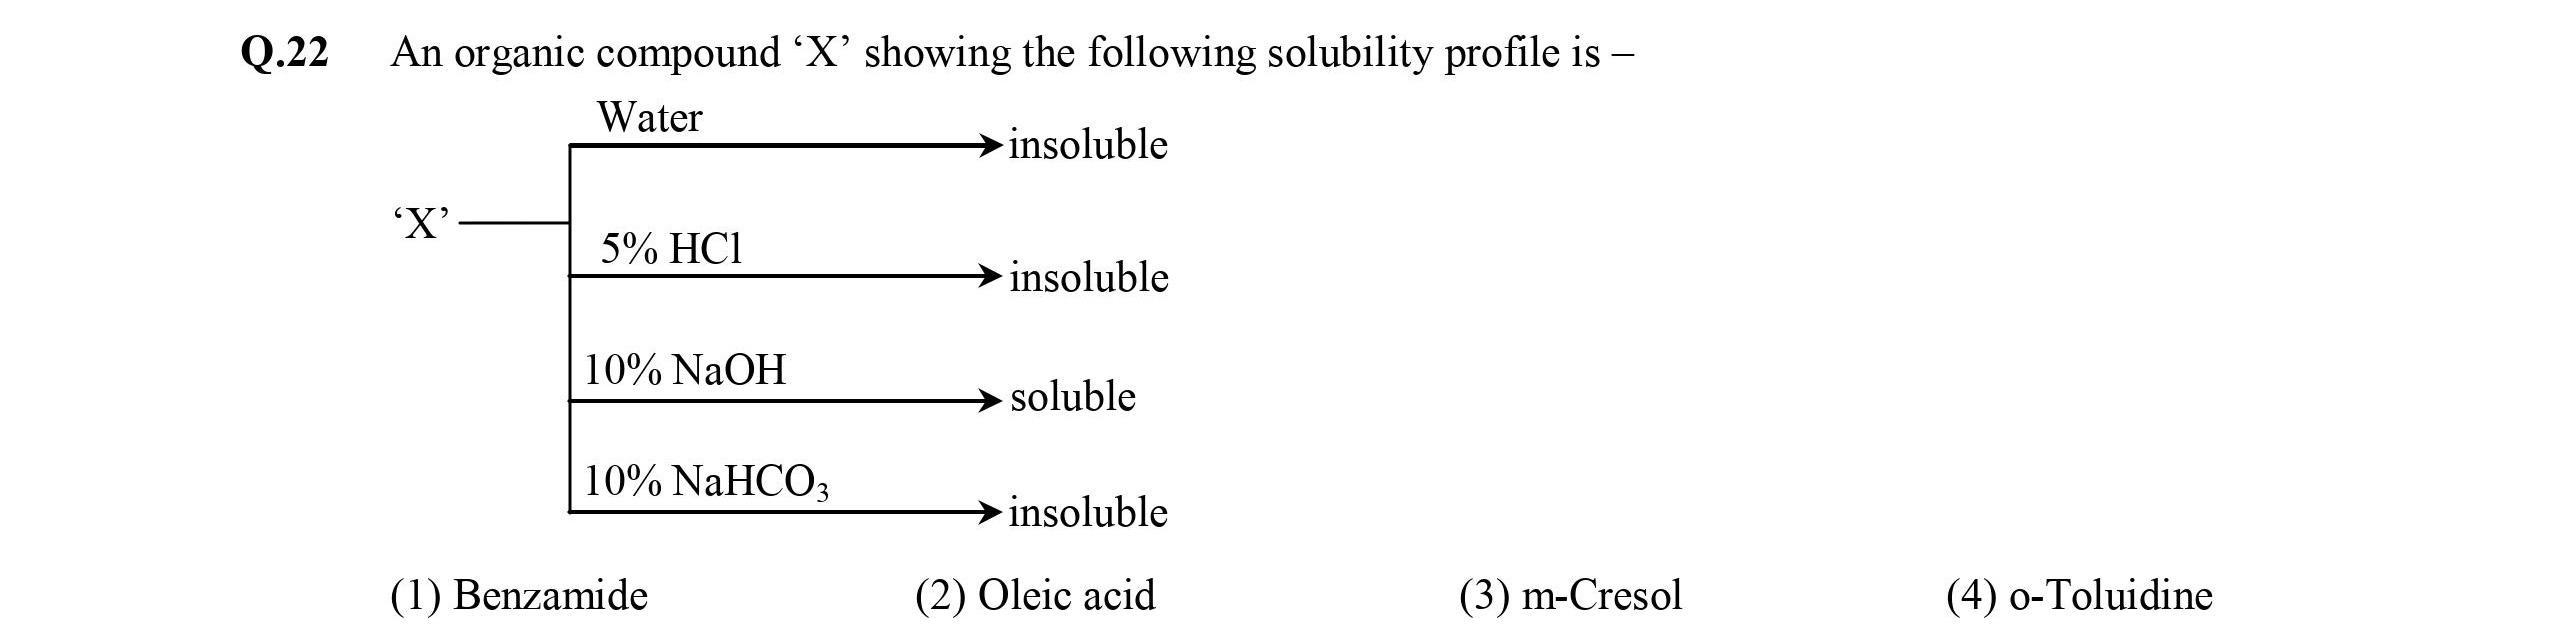 Q.22 An organic compound ‘X’ showing the following solubility profile is –
Water
insoluble
‘X’
5% HCl
insoluble
10% NaOH
soluble
10% NaHCO₃
insoluble
(1) Benzamide (2) Oleic acid (3) m-Cresol (4) o-Toluidine